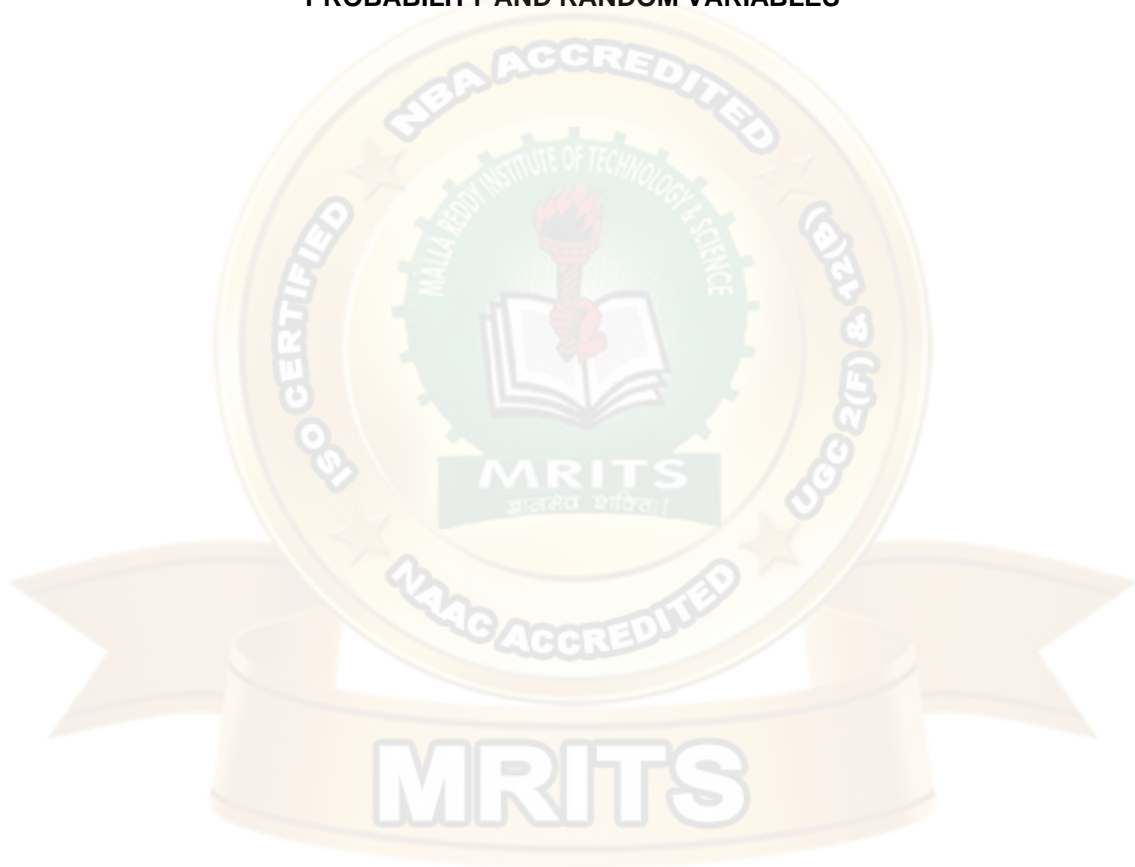 PROBABILITY AND RANDOM VARIABLES
NBA ACCREDITED
MALLA REDDY INSTITUTE OF TECHNOLOGY & SCIENCE
ISO CERTIFIED
UGC 2(F) & 12(B)
MRITS
NAAC ACCREDITED
MRITS